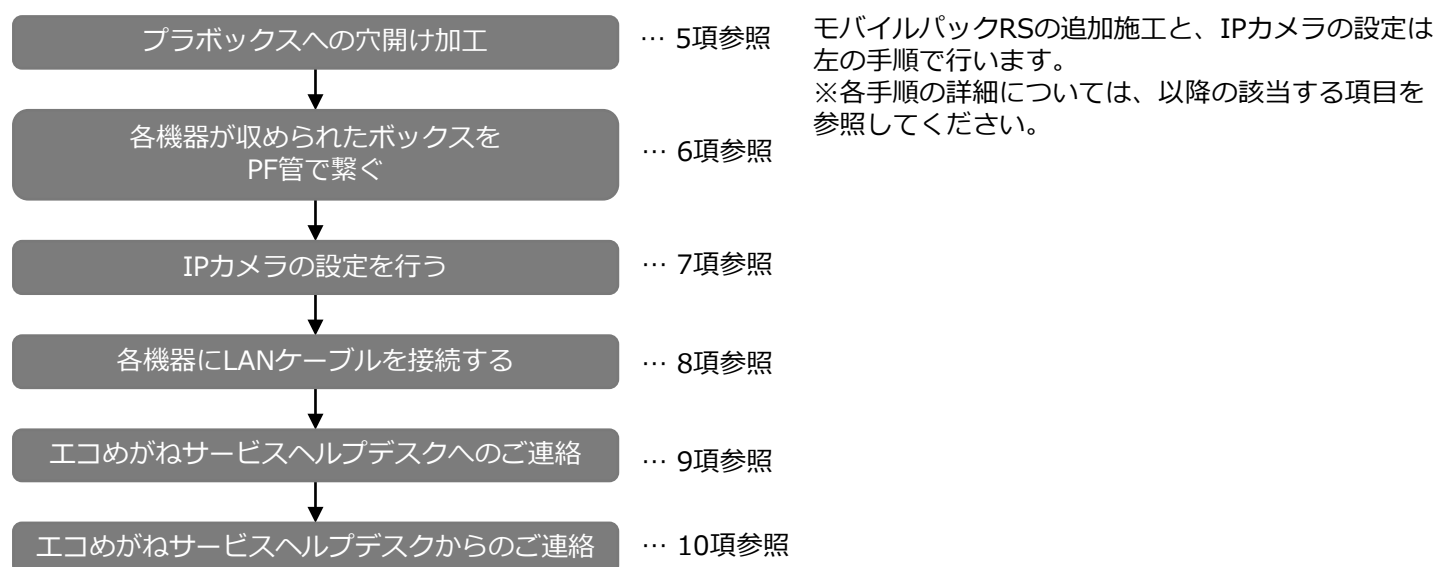 プラボックスへの穴開け加工
… 5項参照
各機器が収められたボックスを
PF管で繋ぐ
… 6項参照
IPカメラの設定を行う
… 7項参照
各機器にLANケーブルを接続する
… 8項参照
エコめがねサービスヘルプデスクへのご連絡
… 9項参照
エコめがねサービスヘルプデスクからのご連絡
… 10項参照
モバイルパックRSの追加施工と、IPカメラの設定は
左の手順で行います。
※各手順の詳細については、以降の該当する項目を
参照してください。